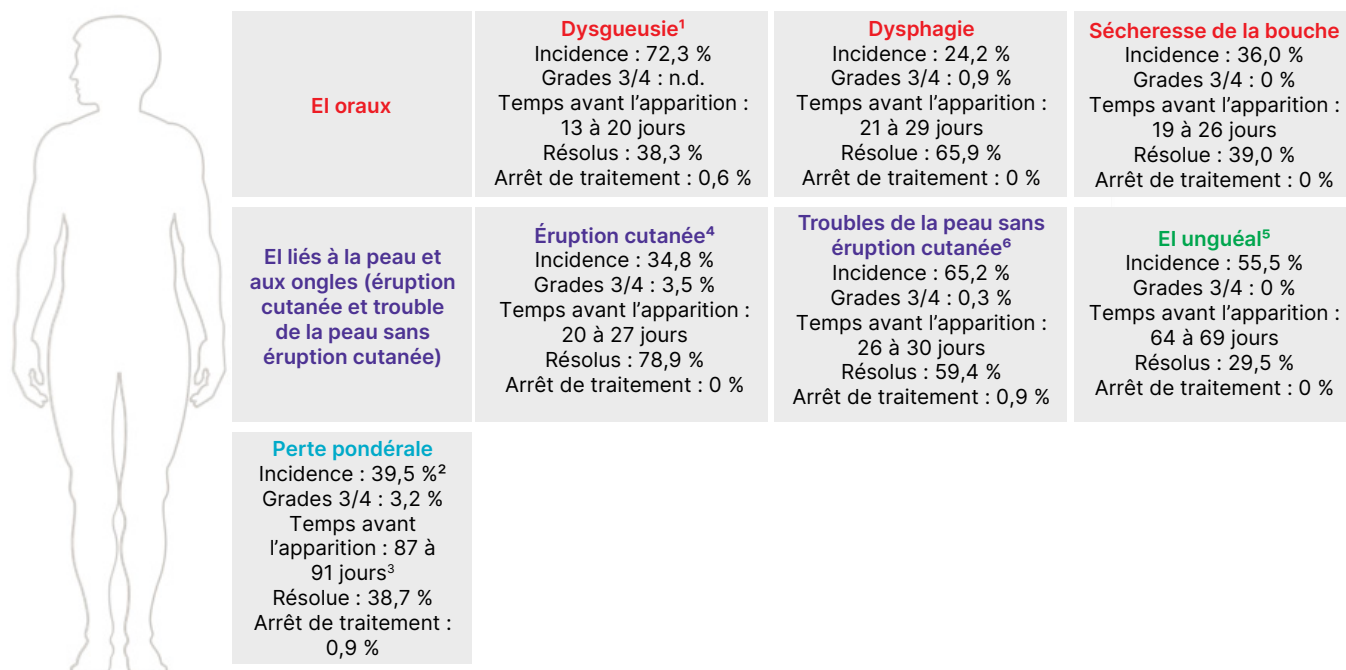 EI oraux
Dysgueusie¹
Incidence : 72,3 %
Grades 3/4 : n.d.
Temps avant l’apparition :
13 à 20 jours
Résolus : 38,3 %
Arrêt de traitement : 0,6 %
Dysphagie
Incidence : 24,2 %
Grades 3/4 : 0,9 %
Temps avant l’apparition :
21 à 29 jours
Résolue : 65,9 %
Arrêt de traitement : 0 %
Sécheresse de la bouche
Incidence : 36,0 %
Grades 3/4 : 0 %
Temps avant l’apparition :
19 à 26 jours
Résolue : 39,0 %
Arrêt de traitement : 0 %
EI liés à la peau et
aux ongles (éruption
cutanée et trouble
de la peau sans
éruption cutanée)
Éruption cutanée⁴
Incidence : 34,8 %
Grades 3/4 : 3,5 %
Temps avant l’apparition :
20 à 27 jours
Résolus : 78,9 %
Arrêt de traitement : 0 %
Troubles de la peau sans
éruption cutanée⁶
Incidence : 65,2 %
Grades 3/4 : 0,3 %
Temps avant l’apparition :
26 à 30 jours
Résolus : 59,4 %
Arrêt de traitement : 0,9 %
EI unguéal⁵
Incidence : 55,5 %
Grades 3/4 : 0 %
Temps avant l’apparition :
64 à 69 jours
Résolus : 29,5 %
Arrêt de traitement : 0 %
Perte pondérale
Incidence : 39,5 %²
Grades 3/4 : 3,2 %
Temps avant
l’apparition : 87 à
91 jours³
Résolue : 38,7 %
Arrêt de traitement :
0,9 %